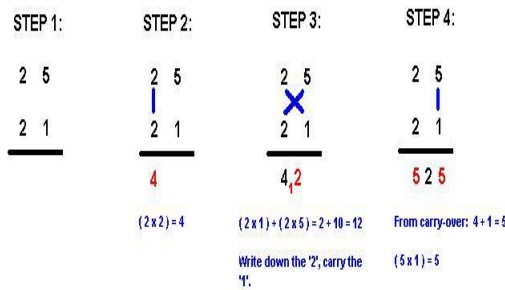 STEP 1:
2 5
2 1
STEP 2:
2 5
2 1
4
( 2 x 2 ) = 4
STEP 3:
2 5
2 1
4 1 2
( 2 x 1 ) + ( 2 x 5 ) = 2 + 10 = 12
Write down the '2', carry the
'1'.
STEP 4:
2 5
2 1
5 2 5
From carry-over: 4 + 1 = 5
( 5 x 1 ) = 5